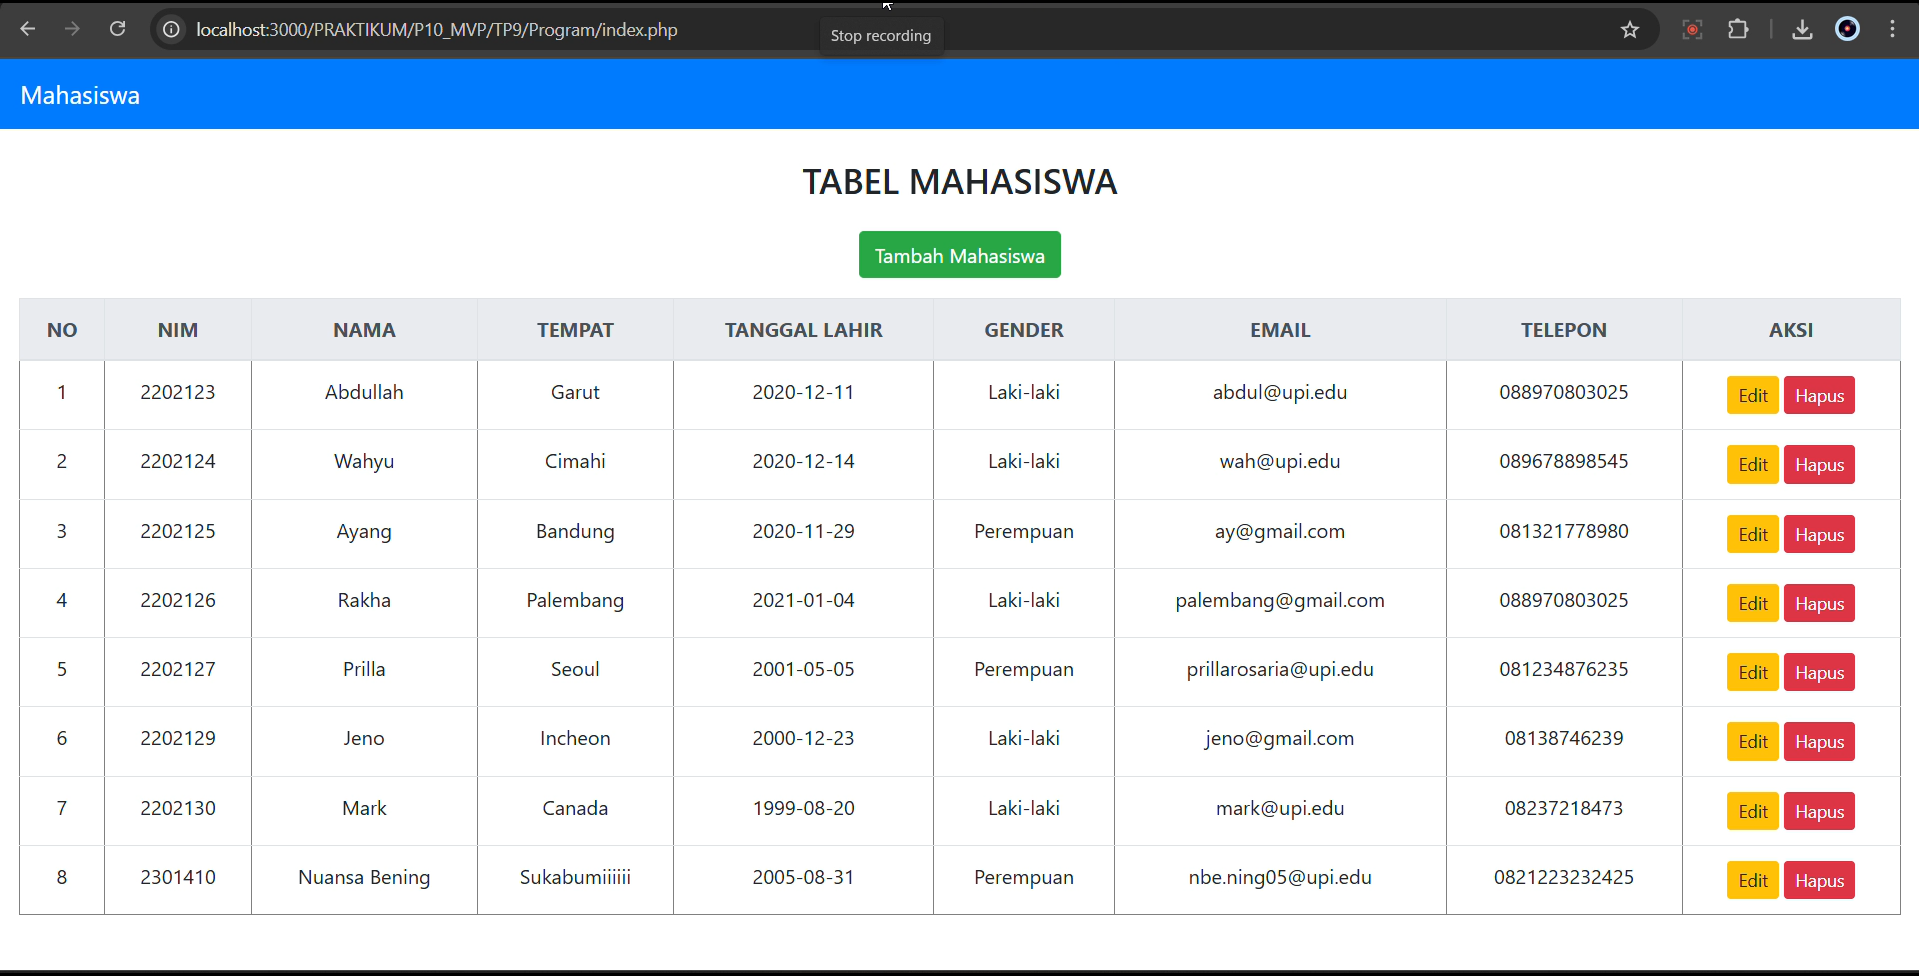 localhost:3000/PRAKTIKUM/P10_MVP/TP9/Program/index.php
Stop recording
Mahasiswa
TABEL MAHASISWA
Tambah Mahasiswa
NO NIM NAMA TEMPAT TANGGAL LAHIR GENDER EMAIL TELEPON AKSI
1 2202123 Abdullah Garut 2020-12-11 Laki-laki abdul@upi.edu 088970803025 Edit Hapus
2 2202124 Wahyu Cimahi 2020-12-14 Laki-laki wah@upi.edu 089678898545 Edit Hapus
3 2202125 Ayang Bandung 2020-11-29 Perempuan ay@gmail.com 081321778980 Edit Hapus
4 2202126 Rakha Palembang 2021-01-04 Laki-laki palembang@gmail.com 088970803025 Edit Hapus
5 2202127 Prilla Seoul 2001-05-05 Perempuan prillarosaria@upi.edu 081234876235 Edit Hapus
6 2202129 Jeno Incheon 2000-12-23 Laki-laki jeno@gmail.com 08138746239 Edit Hapus
7 2202130 Mark Canada 1999-08-20 Laki-laki mark@upi.edu 08237218473 Edit Hapus
8 2301410 Nuansa Bening Sukabumiiiiii 2005-08-31 Perempuan nbe.ning05@upi.edu 0821223232425 Edit Hapus